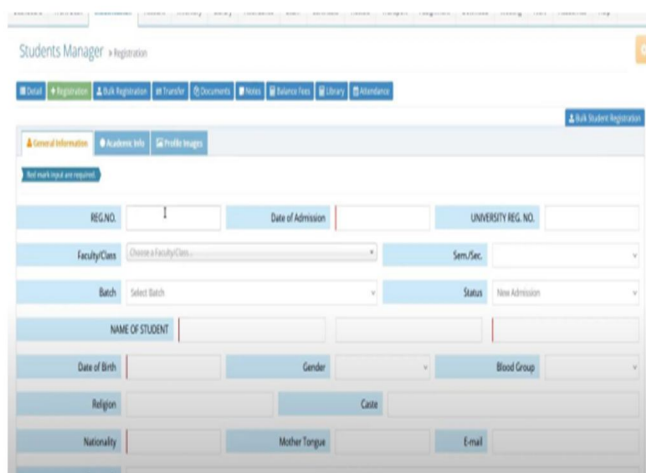 Students Manager » Registration
Detail Registration Bulk Registration Transfer Documents Notes Balance Fees Library Attendance
Bulk Student Registration
General Information Academic Info Profile Images
Red mark input are required.
REG.NO. Date of Admission UNIVERSITY REG. NO.
Faculty/Class Choose a Faculty/Class... Sem./Sec.
Batch Select Batch Status New Admission
NAME OF STUDENT
Date of Birth Gender Blood Group
Religion Caste
Nationality Mother Tongue E-mail